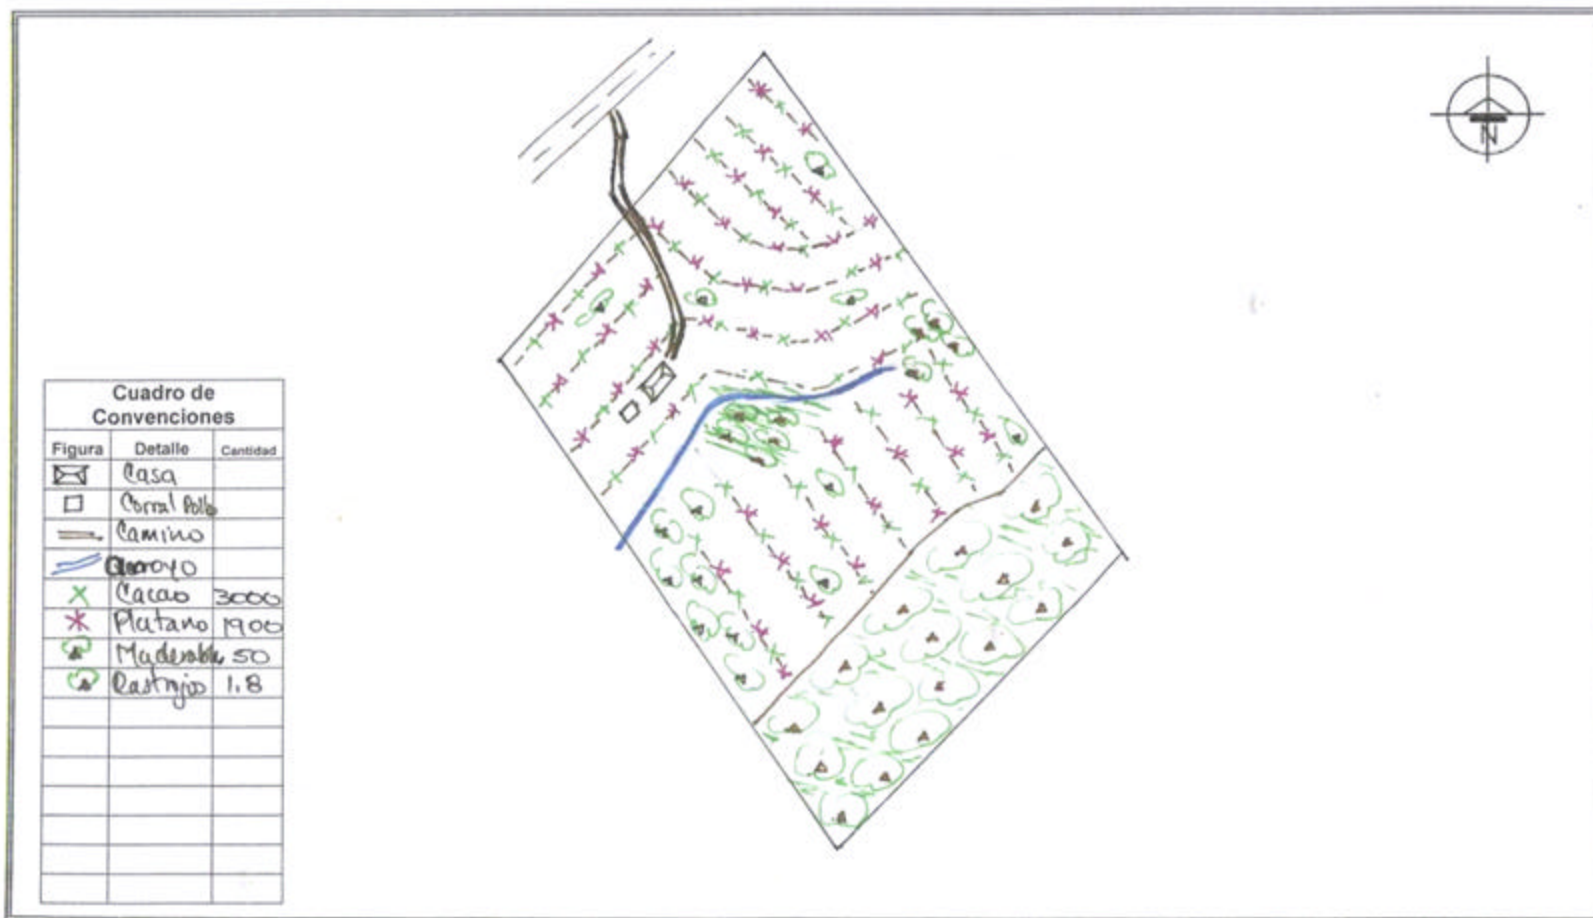 N
Cuadro de
Convenciones
Figura Detalle Cantidad
Casa
Corral Pollo
Camino
arroyo
Cacao 3000
Platano 1900
Maderable 50
Rastrojo 1.8